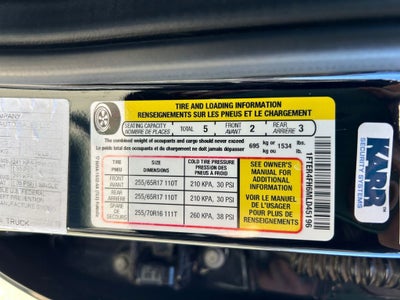 TIRE AND LOADING INFORMATION
RENSEIGNEMENTS SUR LES PNEUS ET LE CHARGEMENT
SEATING CAPACITY
NOMBRE DE PLACES
TOTAL 5
FRONT
AVANT 2
REAR
ARRIÈRE 3
The combined weight of occupants and cargo should never exceed
Le poids total des occupants et du chargement ne doit jamais dépasser
695 kg or kg ou 1534 lbs. lb.
TIRE
PNEU
SIZE
DIMENSIONS
COLD TIRE PRESSURE
PRESSION DES
PNEUS À FROID
FRONT
AVANT
255/65R17 110T
210 KPA, 30 PSI
REAR
ARRIERE
255/65R17 110T
210 KPA, 30 PSI
SPARE
DE SECOURS
255/70R16 111T
260 KPA, 38 PSI
SEE OWNER'S
MANUAL FOR
ADDITIONAL
INFORMATION
VOIR LE MANUEL
DE L'USAGER
POUR PLUS DE
RENSEIGNEMENTS
KARR
SECURITY SYSTEMS
TRUCK